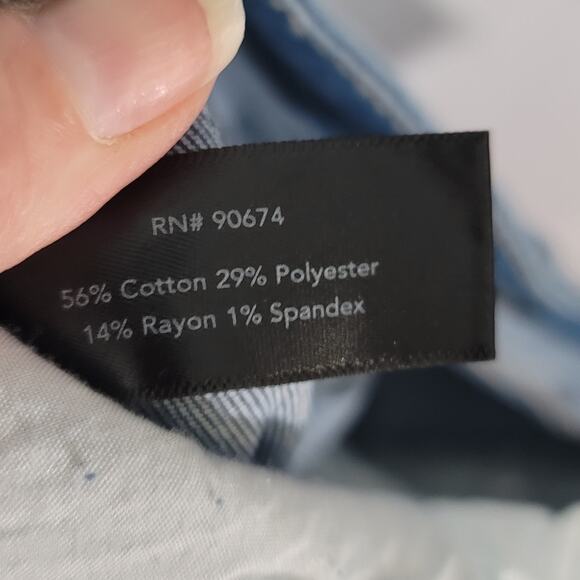 RN# 90674
56% Cotton 29% Polyester
14% Rayon 1% Spandex